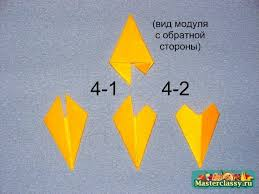 (вид модуля
с обратной
стороны)
4-1 4-2
Masterclassy.ru